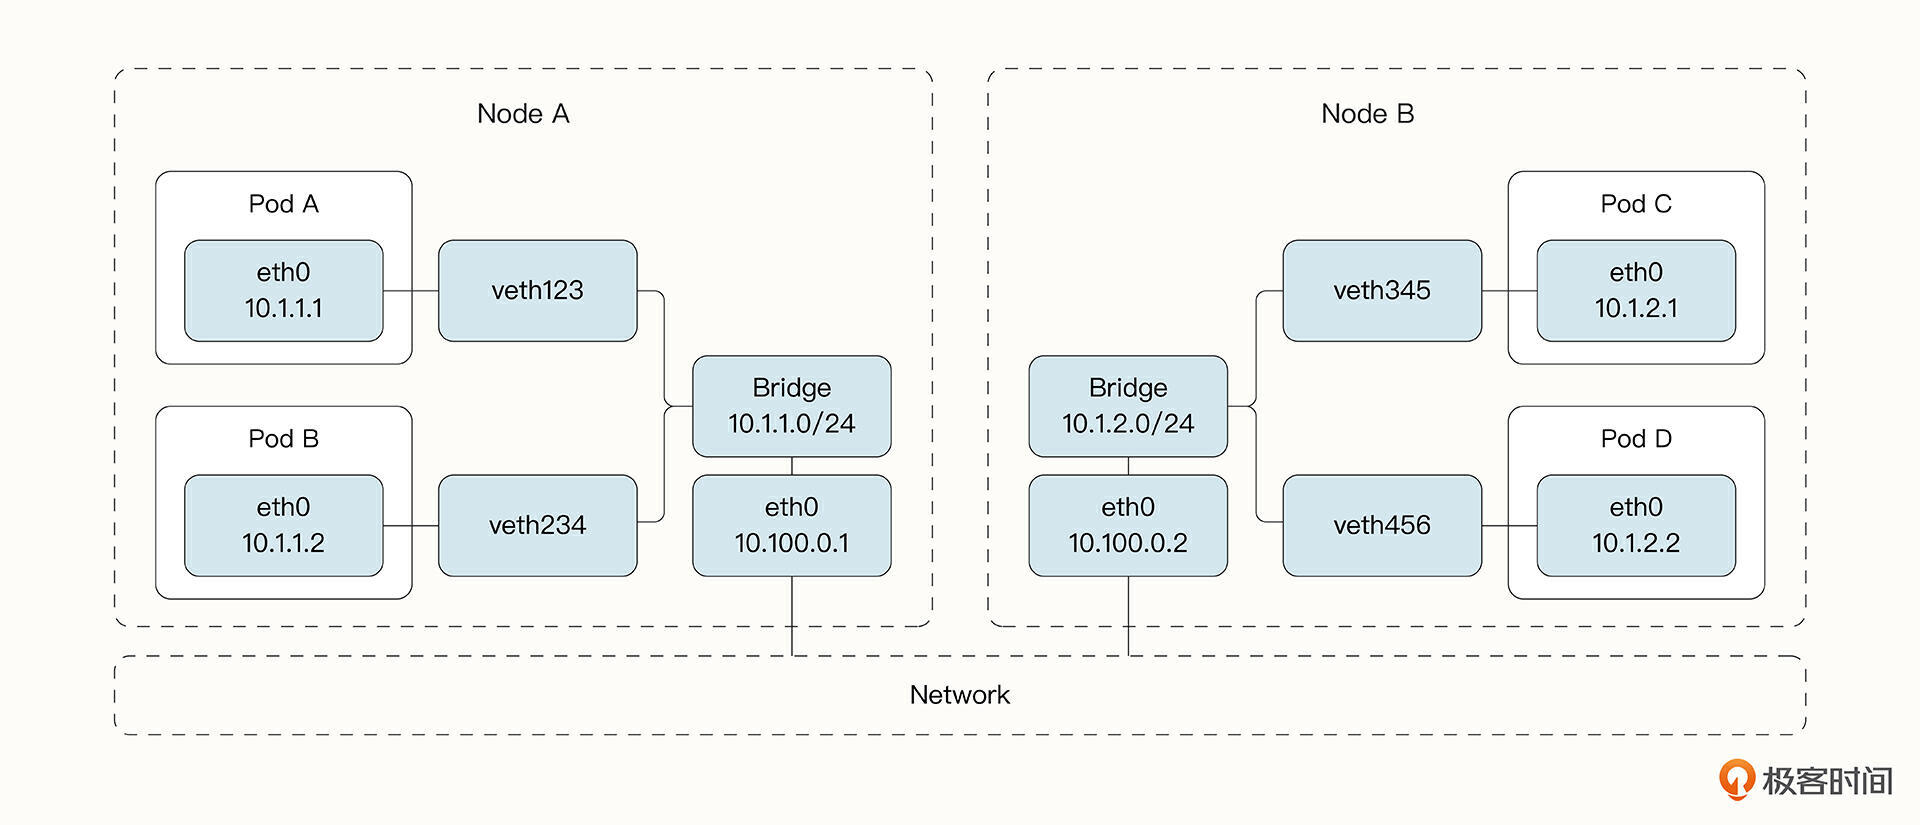 Node A
Pod A
eth0
10.1.1.1
veth123
Pod B
eth0
10.1.1.2
veth234
Bridge
10.1.1.0/24
eth0
10.100.0.1
Node B
Bridge
10.1.2.0/24
eth0
10.100.0.2
veth345
Pod C
eth0
10.1.2.1
veth456
Pod D
eth0
10.1.2.2
Network
极客时间